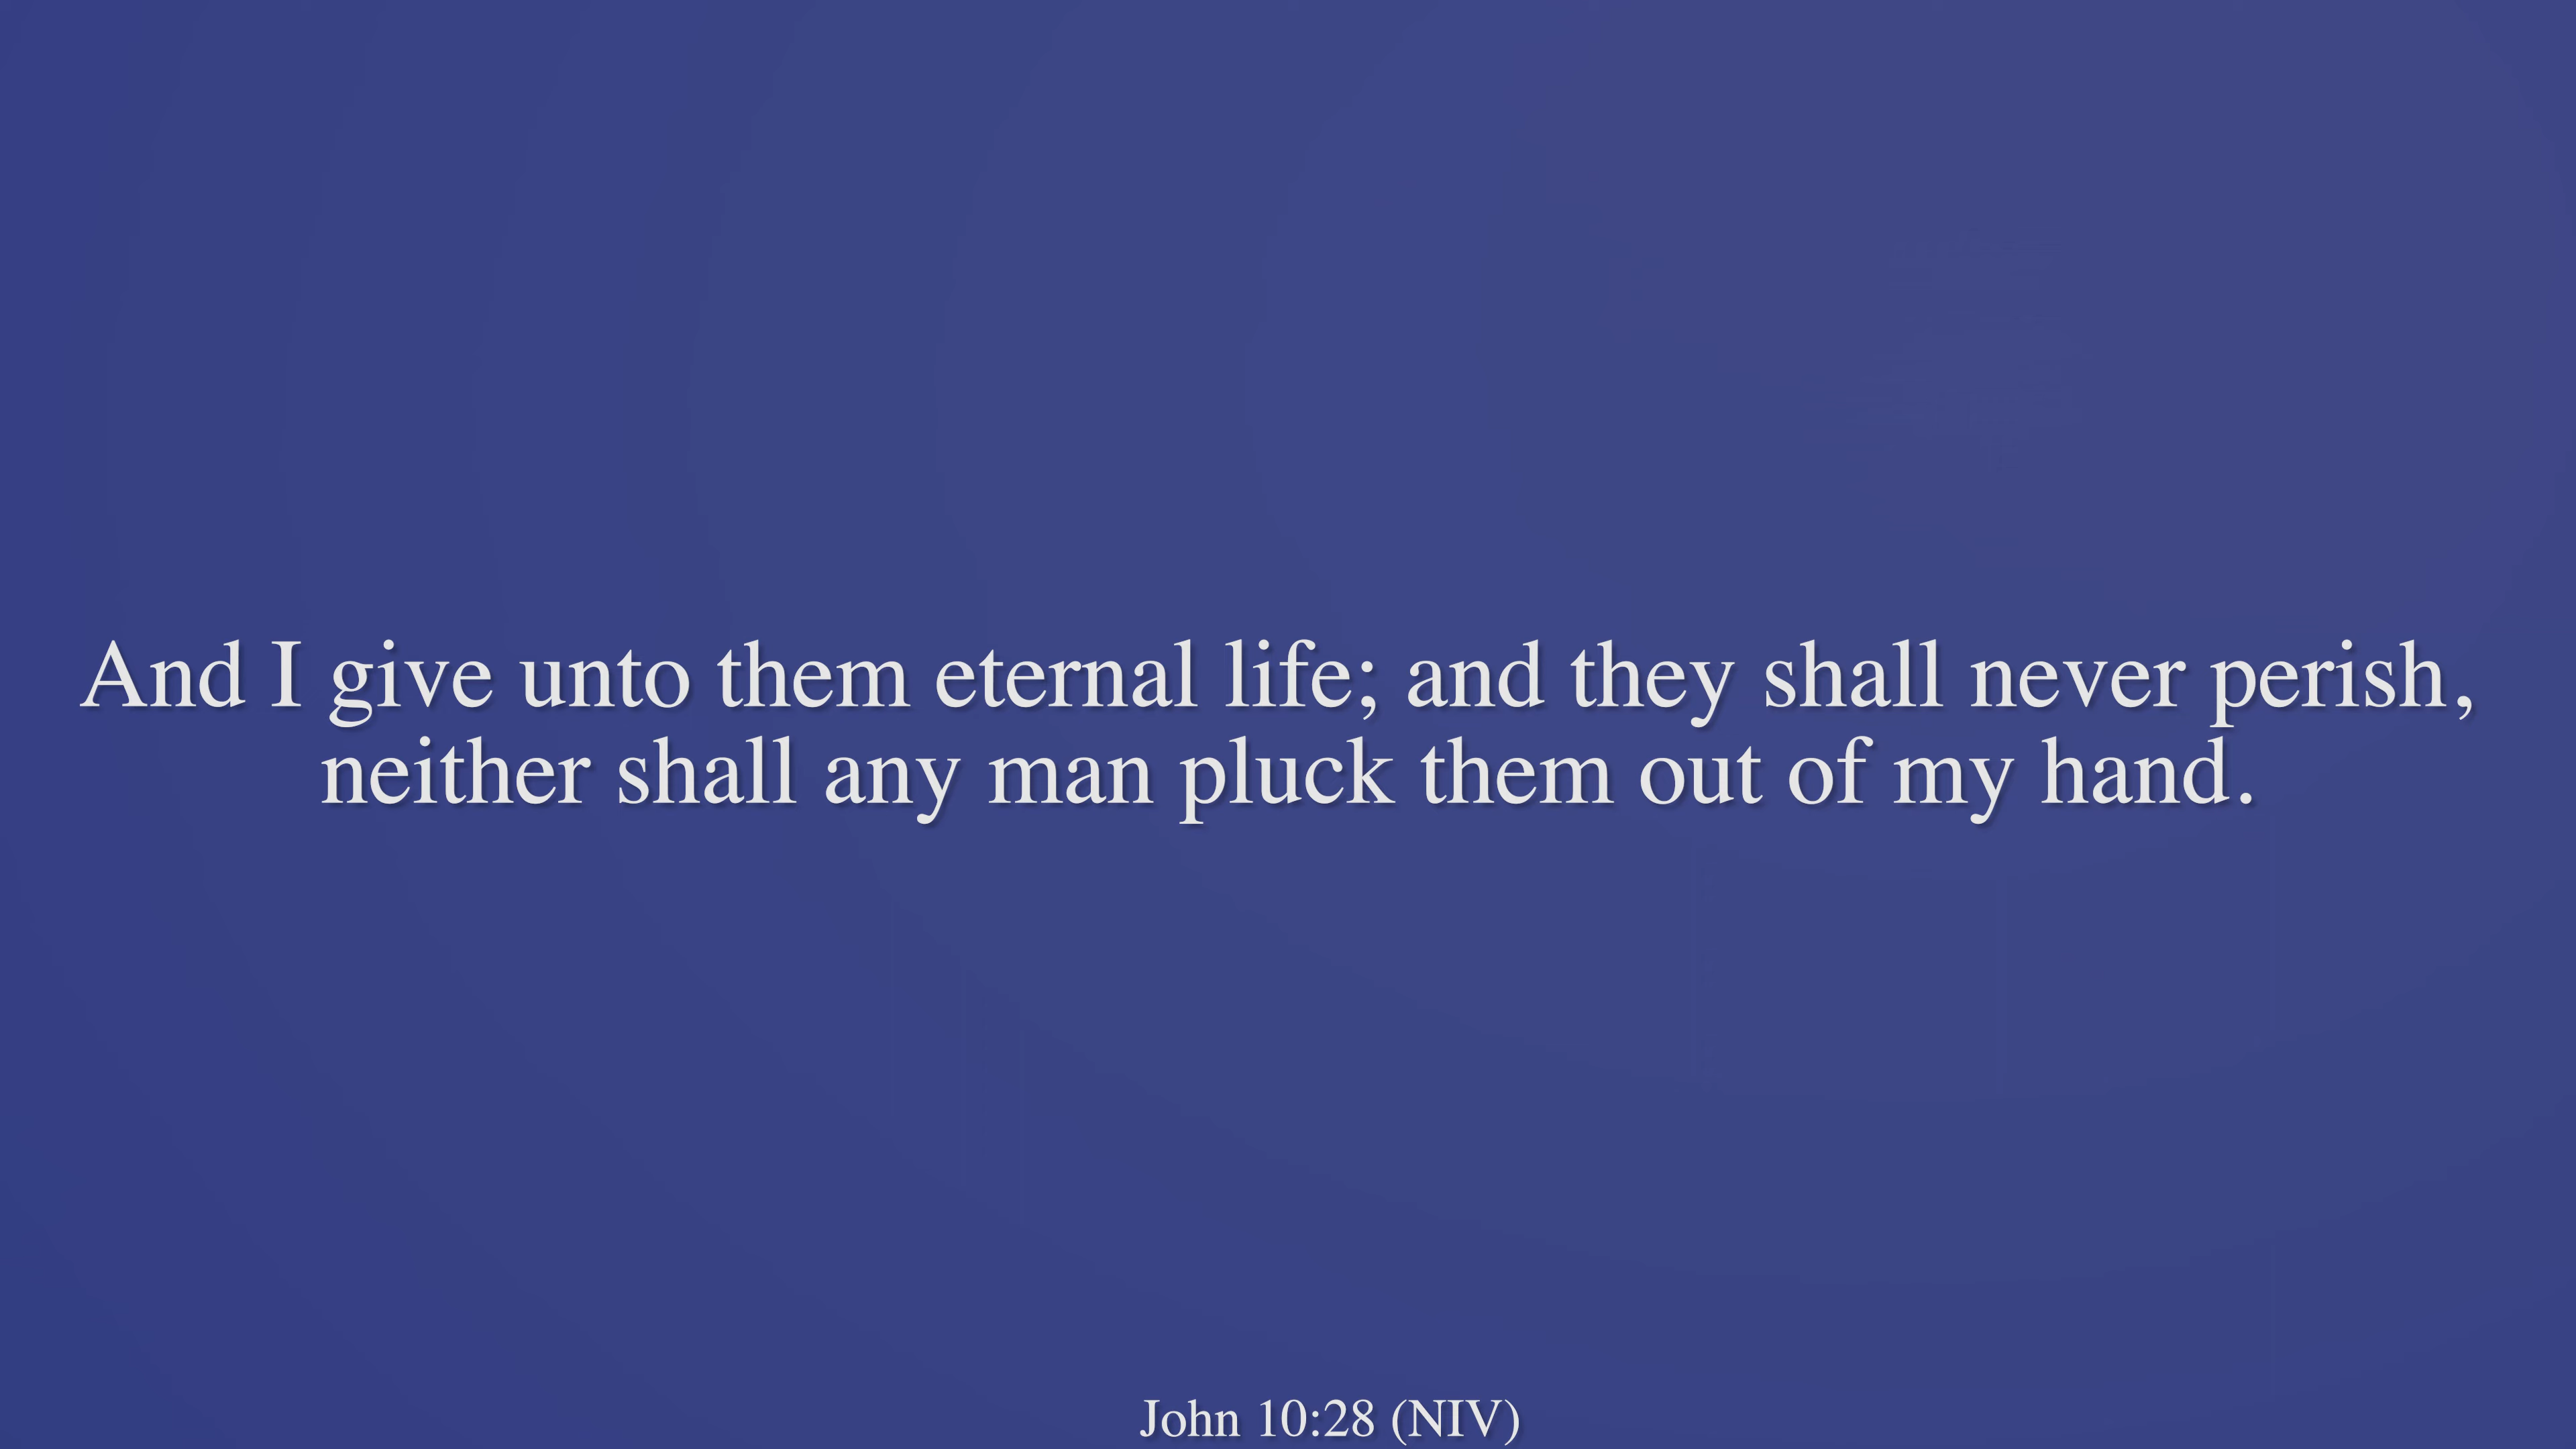 And I give unto them eternal life; and they shall never perish,
neither shall any man pluck them out of my hand.
John 10:28 (NIV)